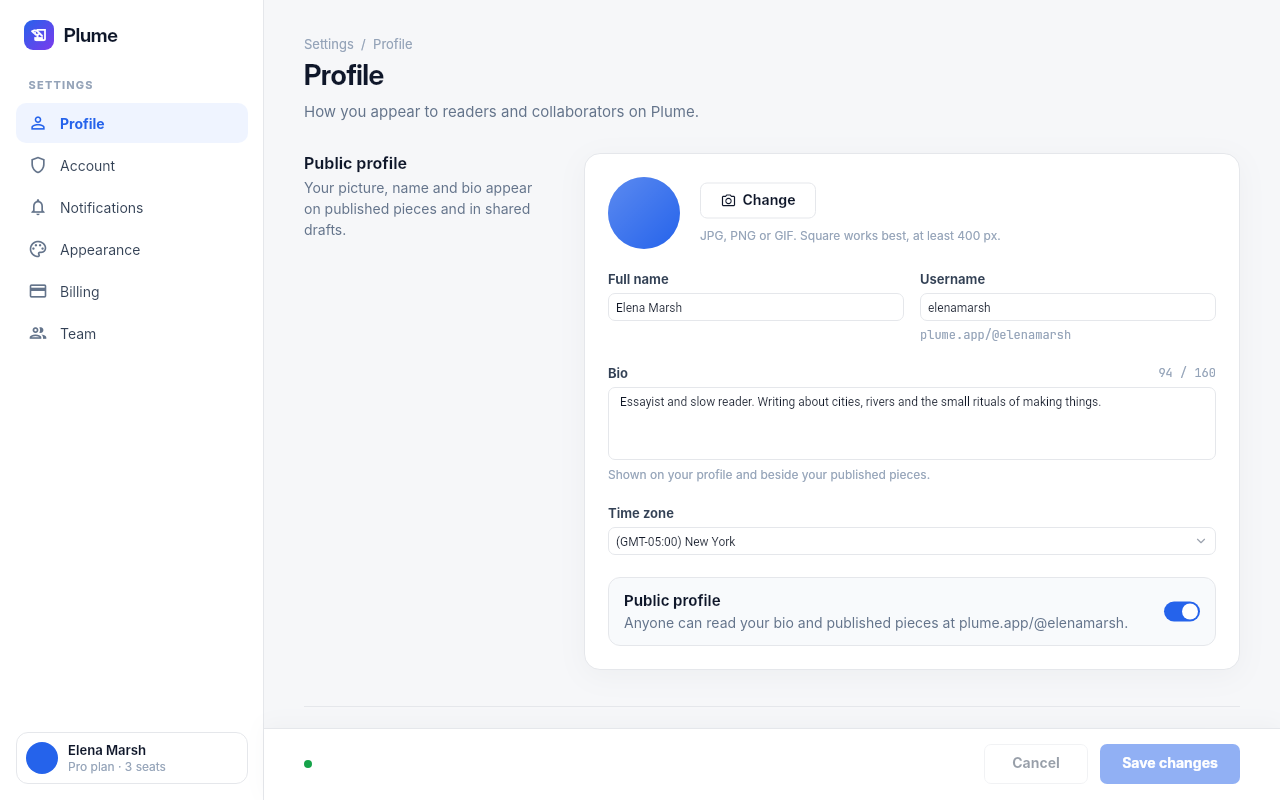 Plume
SETTINGS
Profile
Account
Notifications
Appearance
Billing
Team
Elena Marsh
Pro plan · 3 seats
Settings / Profile
Profile
How you appear to readers and collaborators on Plume.
Public profile
Your picture, name and bio appear
on published pieces and in shared
drafts.
Change
JPG, PNG or GIF. Square works best, at least 400 px.
Full name
Username
Elena Marsh
elenamarsh
plume.app/@elenamarsh
Bio
94 / 160
Essayist and slow reader. Writing about cities, rivers and the small rituals of making things.
Shown on your profile and beside your published pieces.
Time zone
(GMT-05:00) New York
Public profile
Anyone can read your bio and published pieces at plume.app/@elenamarsh.
Cancel
Save changes